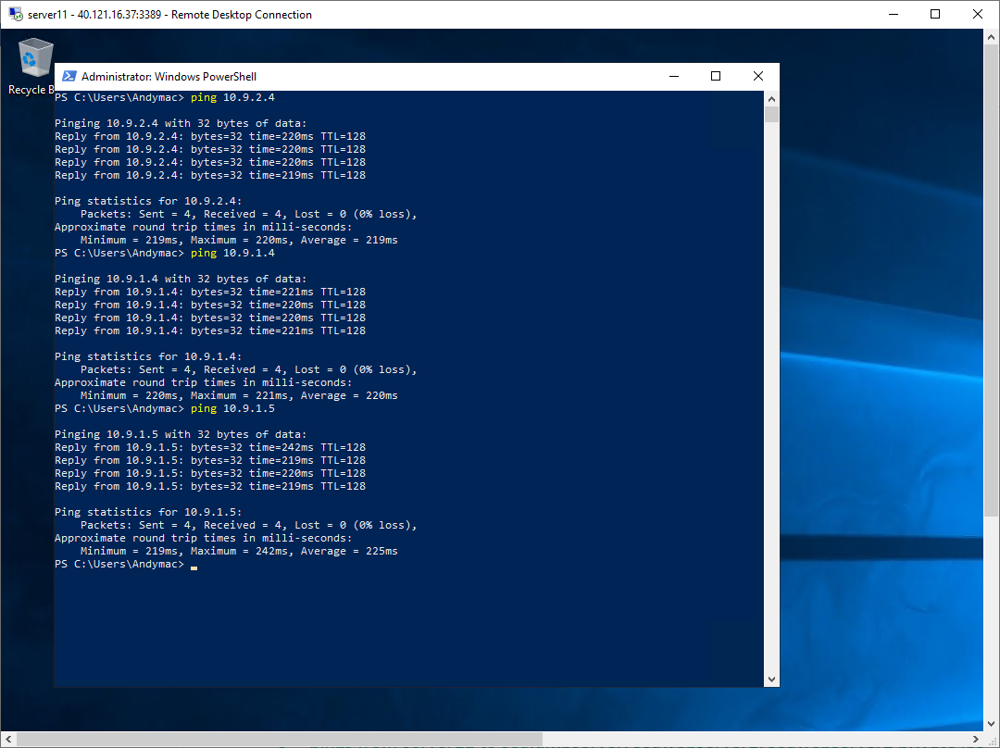 server11 - 40.121.16.37:3389 - Remote Desktop Connection
Recycle B
Administrator: Windows PowerShell
PS C:\Users\Andymac> ping 10.9.2.4
Pinging 10.9.2.4 with 32 bytes of data:
Reply from 10.9.2.4: bytes=32 time=220ms TTL=128
Reply from 10.9.2.4: bytes=32 time=220ms TTL=128
Reply from 10.9.2.4: bytes=32 time=220ms TTL=128
Reply from 10.9.2.4: bytes=32 time=219ms TTL=128
Ping statistics for 10.9.2.4:
    Packets: Sent = 4, Received = 4, Lost = 0 (0% loss),
Approximate round trip times in milli-seconds:
    Minimum = 219ms, Maximum = 220ms, Average = 219ms
PS C:\Users\Andymac> ping 10.9.1.4
Pinging 10.9.1.4 with 32 bytes of data:
Reply from 10.9.1.4: bytes=32 time=221ms TTL=128
Reply from 10.9.1.4: bytes=32 time=220ms TTL=128
Reply from 10.9.1.4: bytes=32 time=220ms TTL=128
Reply from 10.9.1.4: bytes=32 time=221ms TTL=128
Ping statistics for 10.9.1.4:
    Packets: Sent = 4, Received = 4, Lost = 0 (0% loss),
Approximate round trip times in milli-seconds:
    Minimum = 220ms, Maximum = 221ms, Average = 220ms
PS C:\Users\Andymac> ping 10.9.1.5
Pinging 10.9.1.5 with 32 bytes of data:
Reply from 10.9.1.5: bytes=32 time=242ms TTL=128
Reply from 10.9.1.5: bytes=32 time=219ms TTL=128
Reply from 10.9.1.5: bytes=32 time=220ms TTL=128
Reply from 10.9.1.5: bytes=32 time=219ms TTL=128
Ping statistics for 10.9.1.5:
    Packets: Sent = 4, Received = 4, Lost = 0 (0% loss),
Approximate round trip times in milli-seconds:
    Minimum = 219ms, Maximum = 242ms, Average = 225ms
PS C:\Users\Andymac>